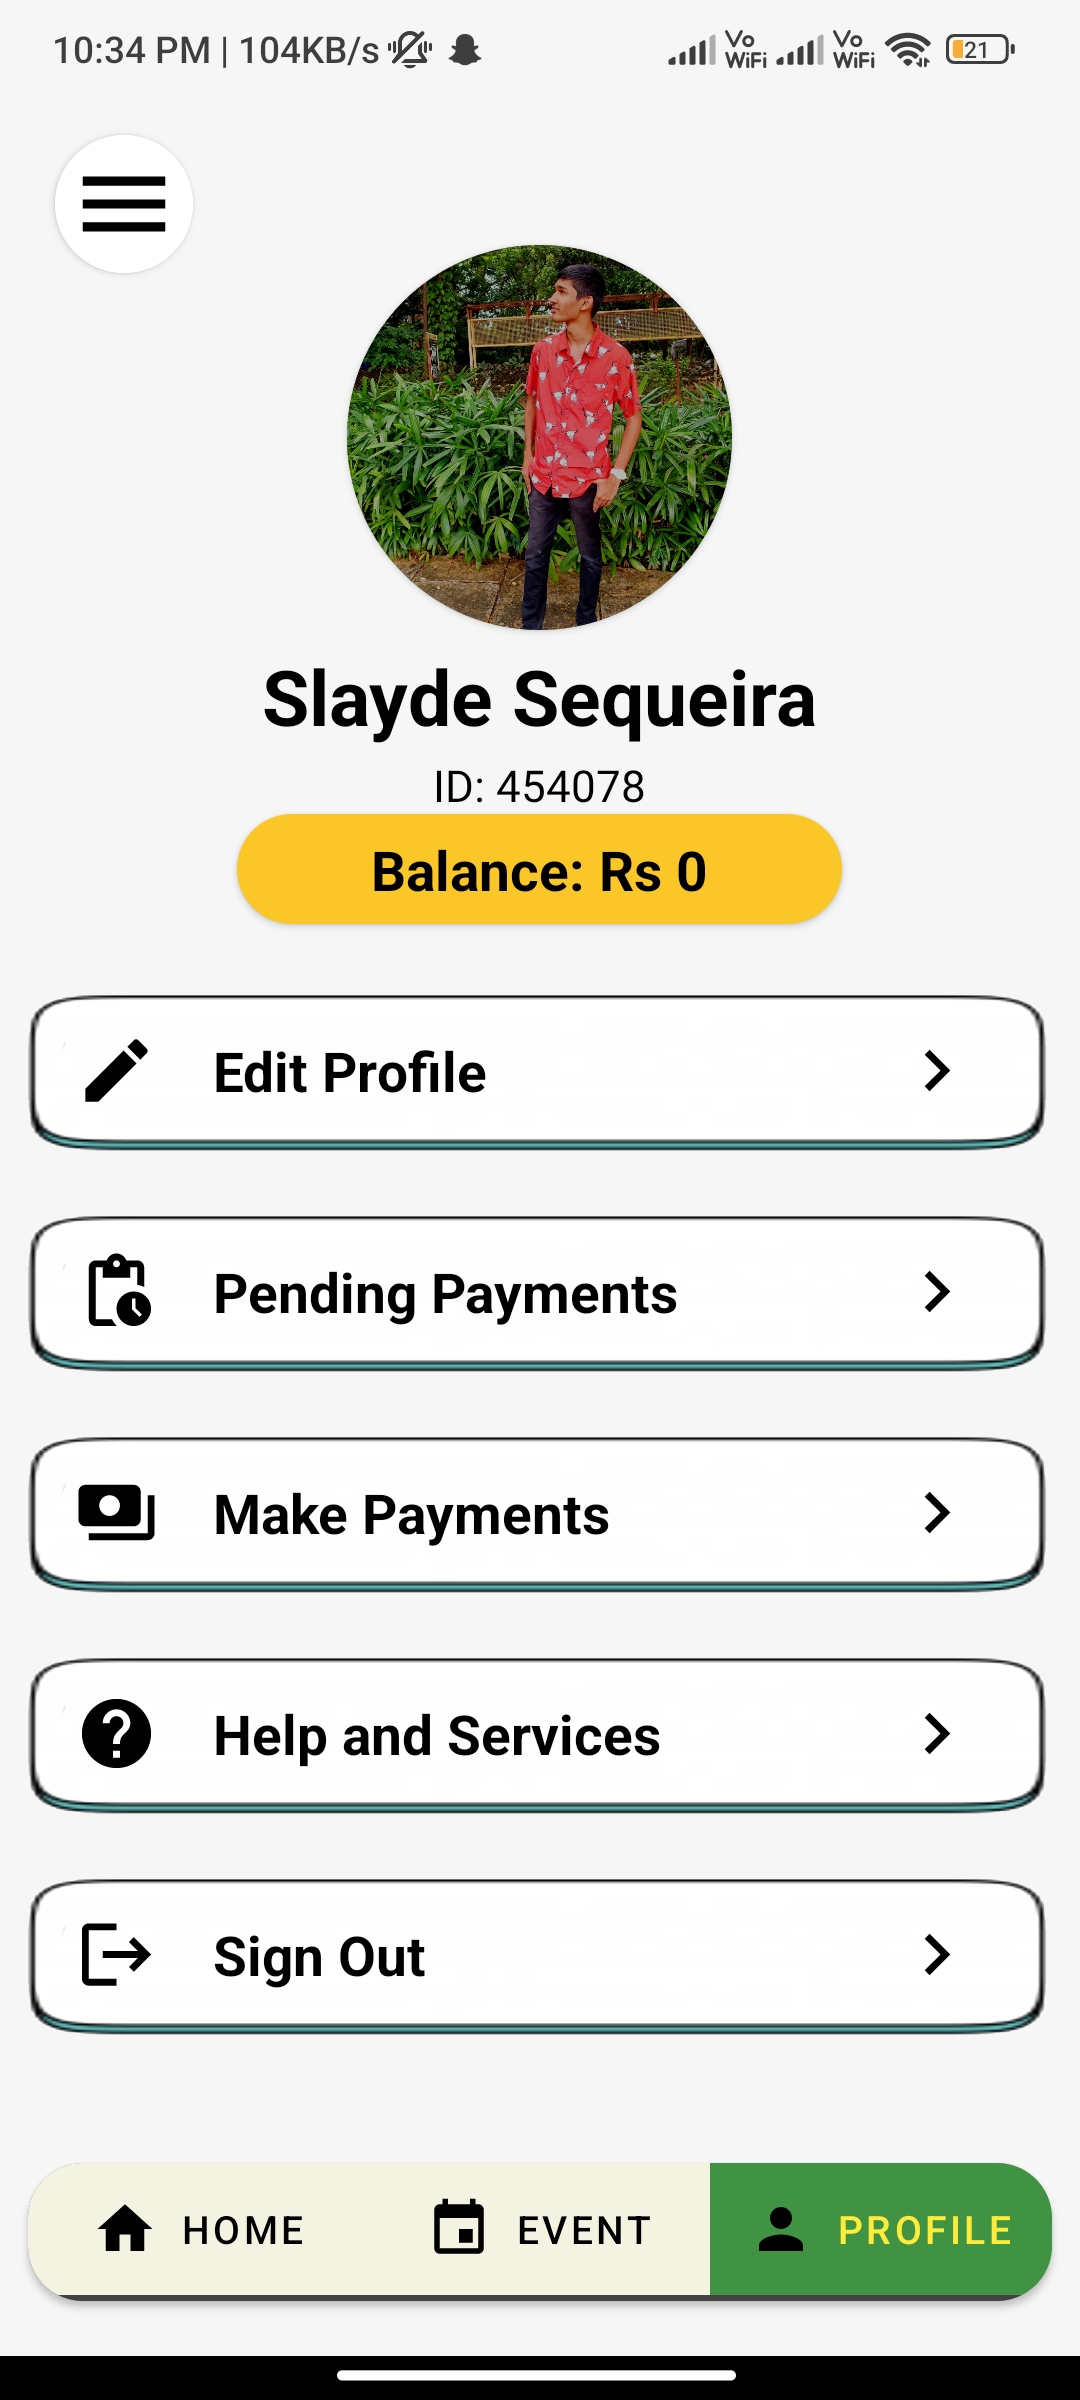 10:34 PM | 104KB/s Vo WiFi Vo WiFi 21
Slayde Sequeira
ID: 454078
Balance: Rs 0
Edit Profile
Pending Payments
Make Payments
Help and Services
Sign Out
HOME EVENT PROFILE